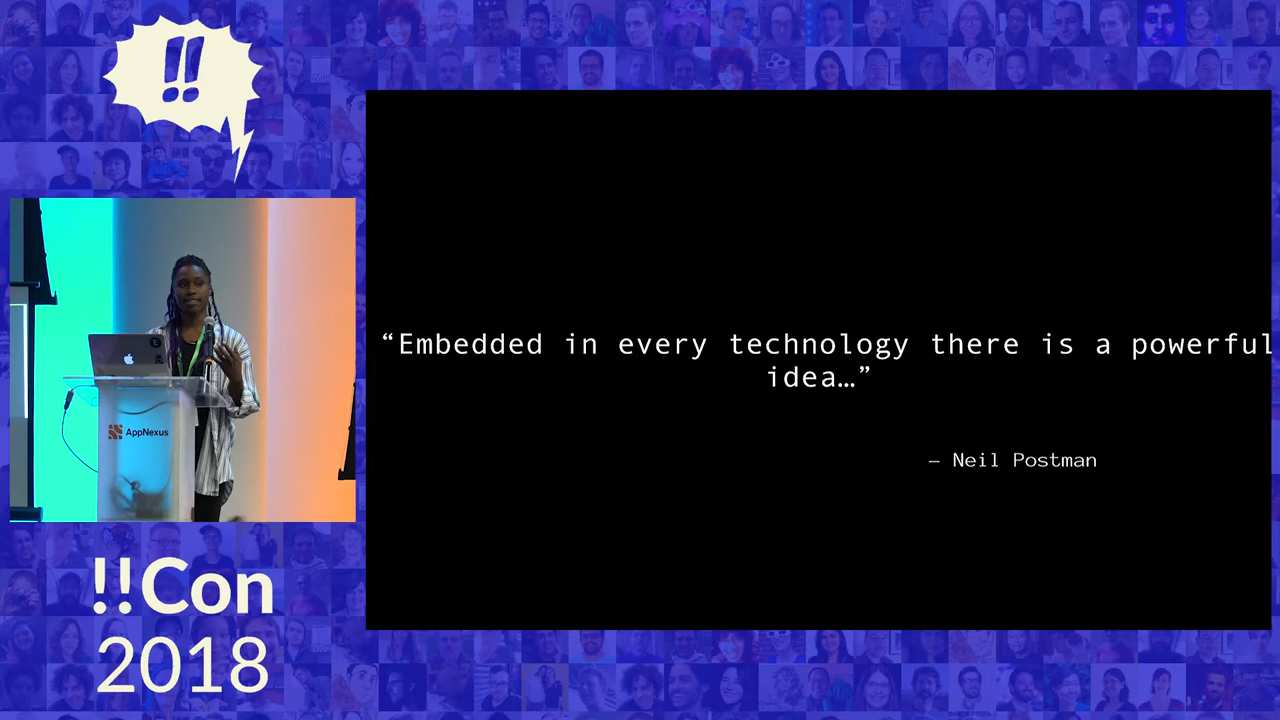 !!
“Embedded in every technology there is a powerful
idea…”
– Neil Postman
AppNexus
!!Con
2018